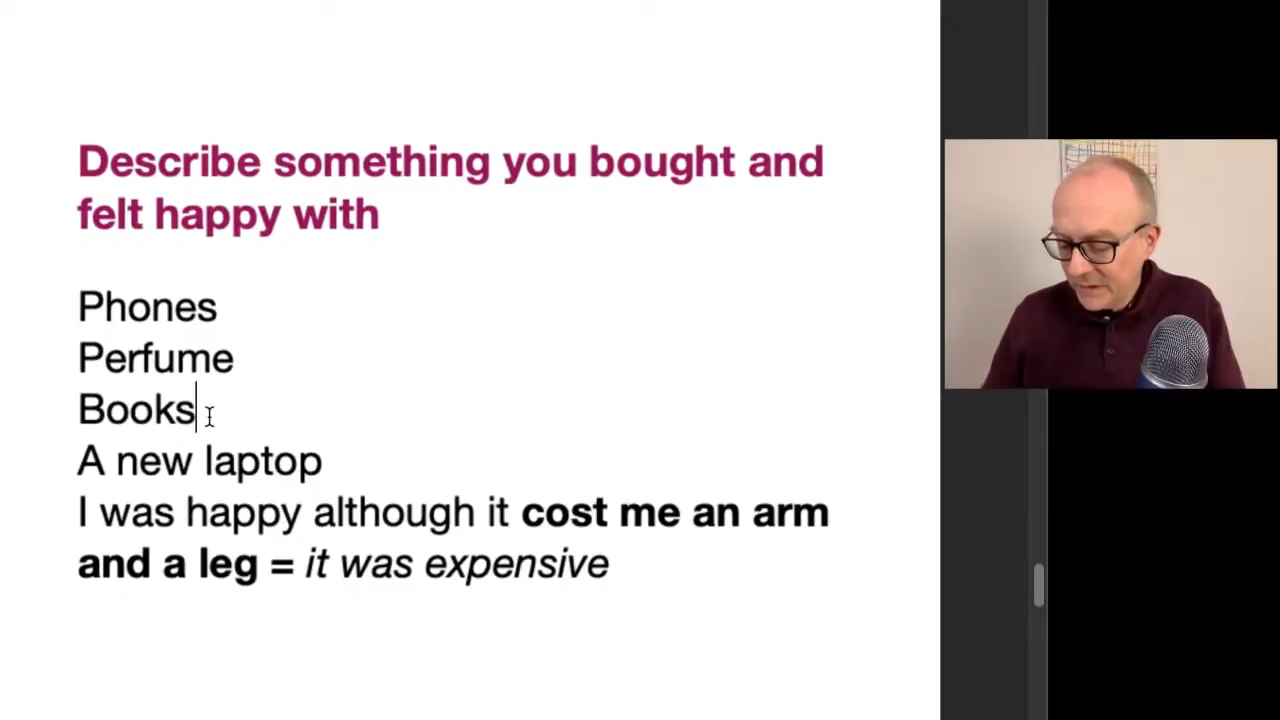 Describe something you bought and
felt happy with
Phones
Perfume
Books
A new laptop
I was happy although it cost me an arm
and a leg = it was expensive